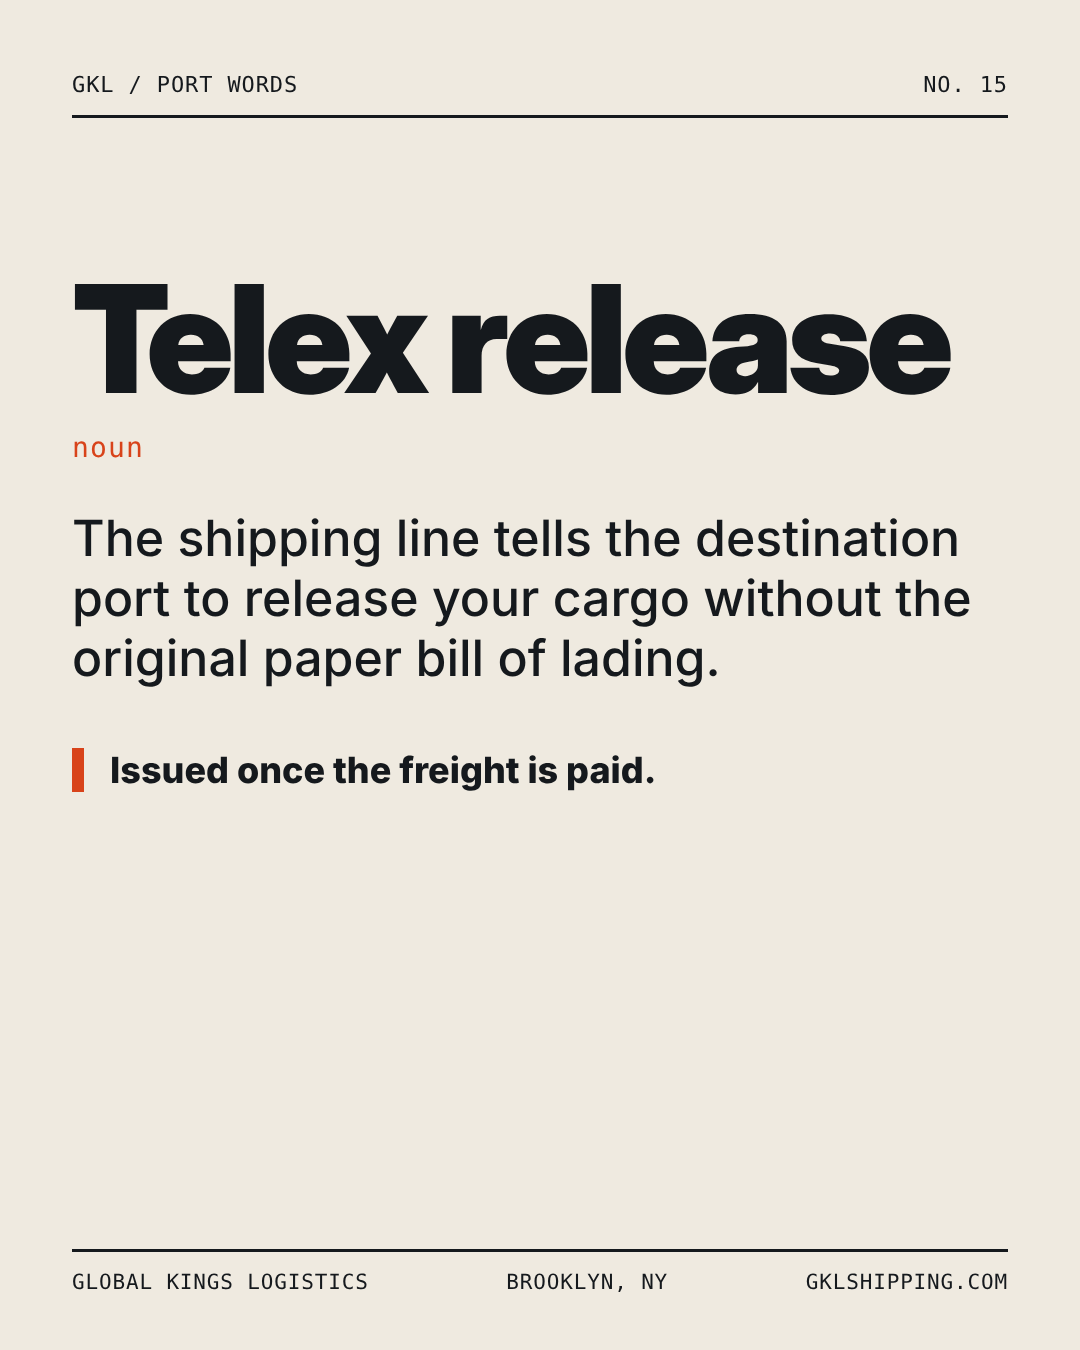 GKL / PORT WORDS
NO. 15
Telex release
noun
The shipping line tells the destination
port to release your cargo without the
original paper bill of lading.
Issued once the freight is paid.
GLOBAL KINGS LOGISTICS
BROOKLYN, NY
GKLSHIPPING.COM